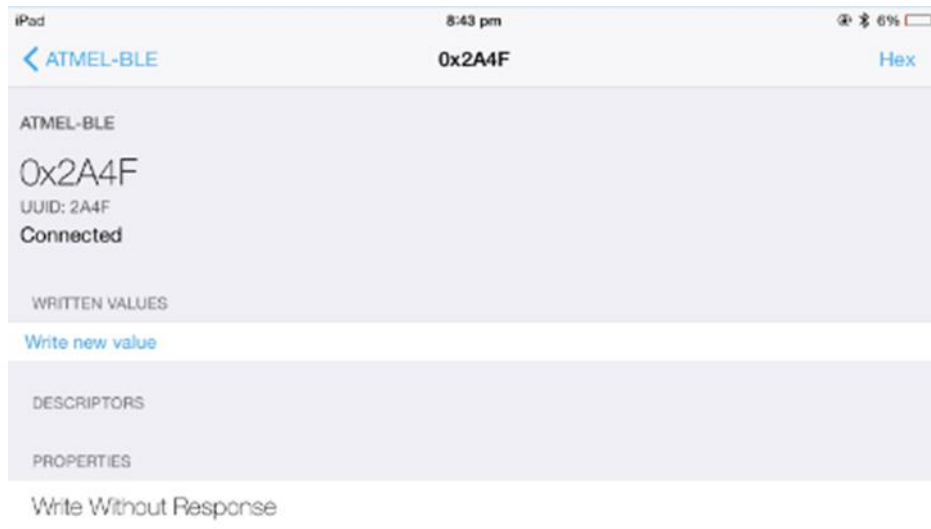 iPad 8:43 pm 6%
ATMEL-BLE 0x2A4F Hex
ATMEL-BLE
0x2A4F
UUID: 2A4F
Connected
WRITTEN VALUES
Write new value
DESCRIPTORS
PROPERTIES
Write Without Response